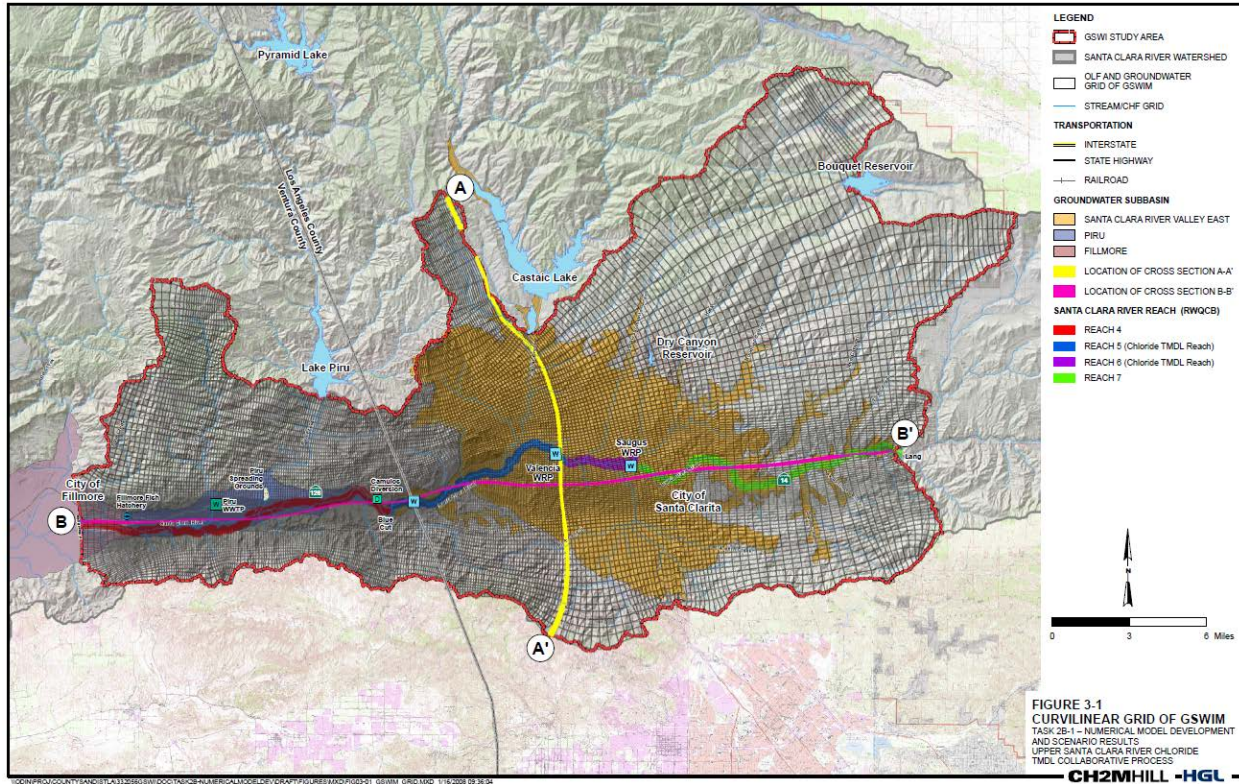 Pyramid Lake
Los Angeles County
Ventura County
A
Bouquet Reservoir
Castaic Lake
Dry Canyon
Reservoir
Lake Piru
B'
Lang
Saugus
WRP
Valencia
WRP
City of
Santa Clarita
14
Piru
Spreading
Grounds
126
Camulos
Diversion
City of
Fillmore
Fillmore Fish
Hatchery
Piru
WWTP
W
W
W
W
D
Blue
Cut
B
Santa Clara River
A'
LEGEND
GSWI STUDY AREA
SANTA CLARA RIVER WATERSHED
OLF AND GROUNDWATER
GRID OF GSWIM
STREAM/CHF GRID
TRANSPORTATION
INTERSTATE
STATE HIGHWAY
RAILROAD
GROUNDWATER SUBBASIN
SANTA CLARA RIVER VALLEY EAST
PIRU
FILLMORE
LOCATION OF CROSS SECTION A-A'
LOCATION OF CROSS SECTION B-B'
SANTA CLARA RIVER REACH (RWQCB)
REACH 4
REACH 5 (Chloride TMDL Reach)
REACH 6 (Chloride TMDL Reach)
REACH 7
N
0 3 6 Miles
FIGURE 3-1
CURVILINEAR GRID OF GSWIM
TASK 2B-1 – NUMERICAL MODEL DEVELOPMENT
AND SCENARIO RESULTS
UPPER SANTA CLARA RIVER CHLORIDE
TMDL COLLABORATIVE PROCESS
CH2MHILL - HGL